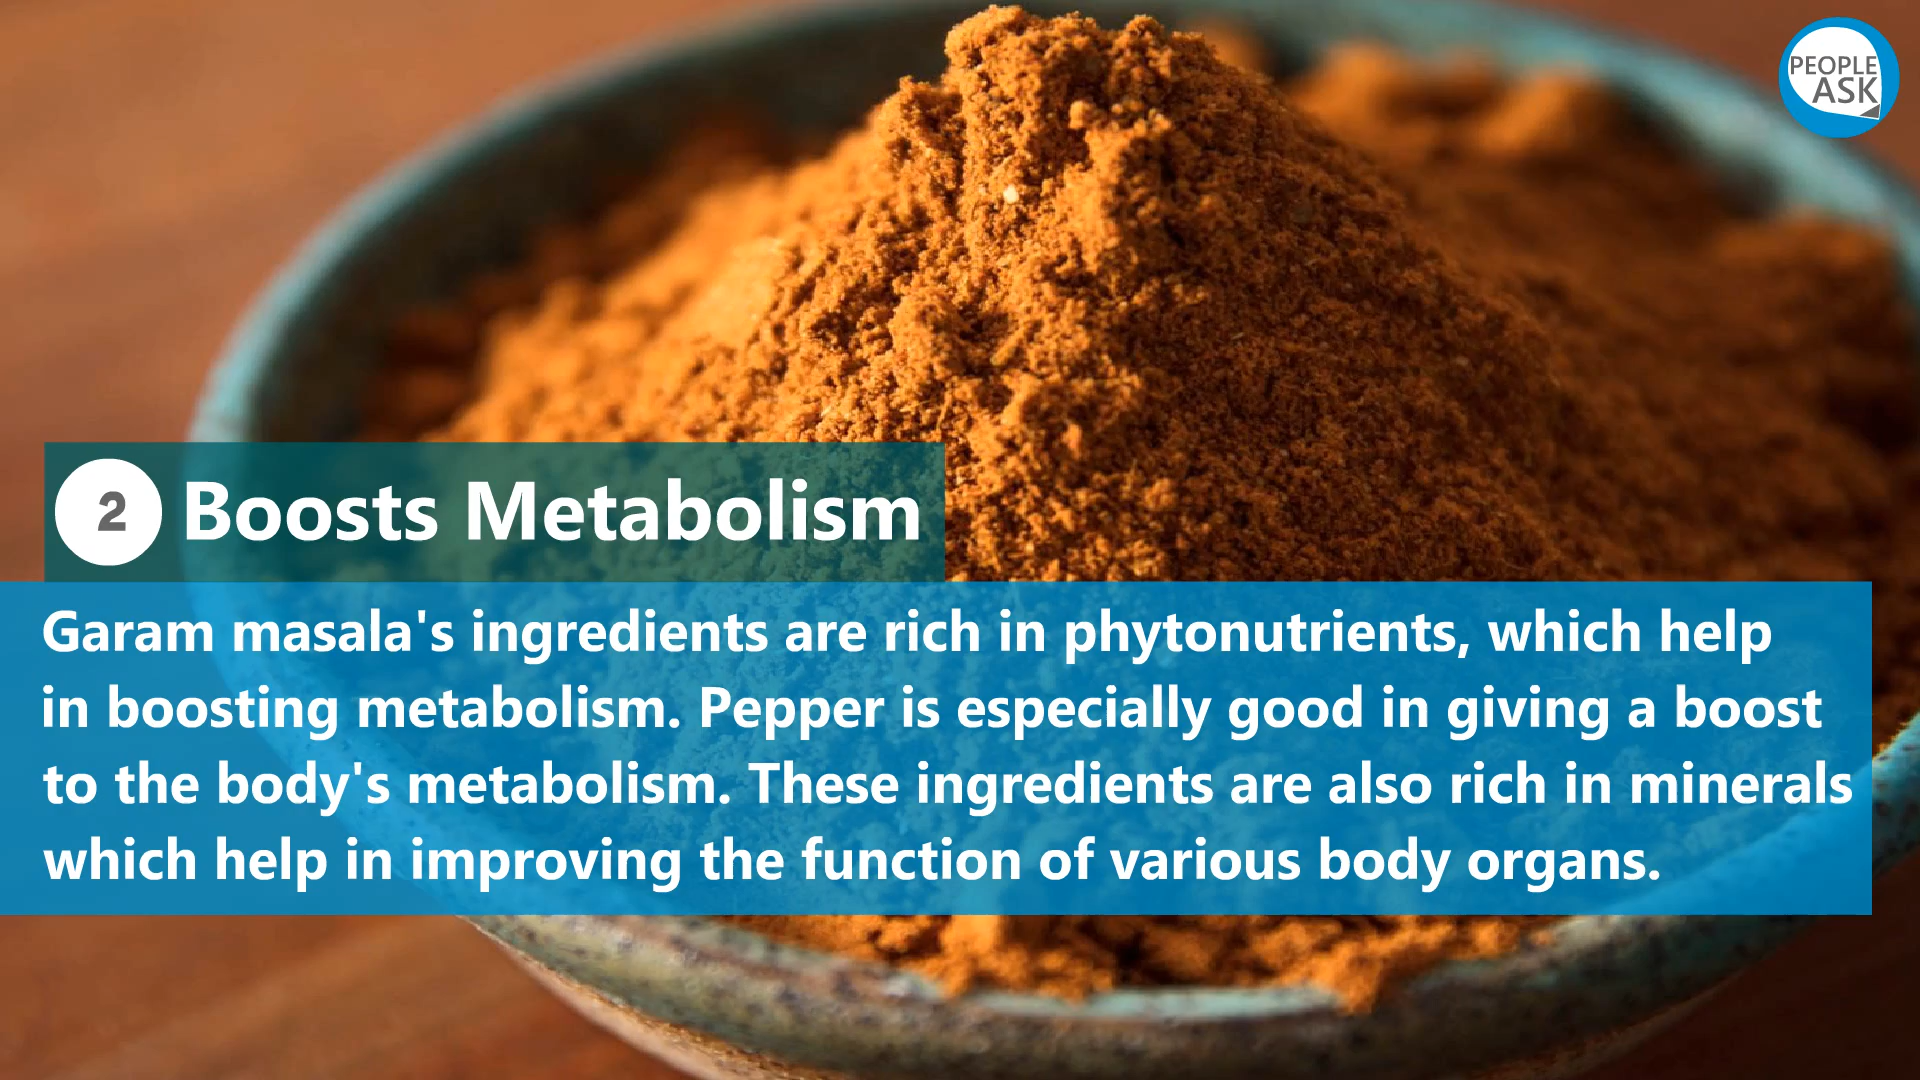 PEOPLE
ASK
2 Boosts Metabolism
Garam masala's ingredients are rich in phytonutrients, which help
in boosting metabolism. Pepper is especially good in giving a boost
to the body's metabolism. These ingredients are also rich in minerals
which help in improving the function of various body organs.